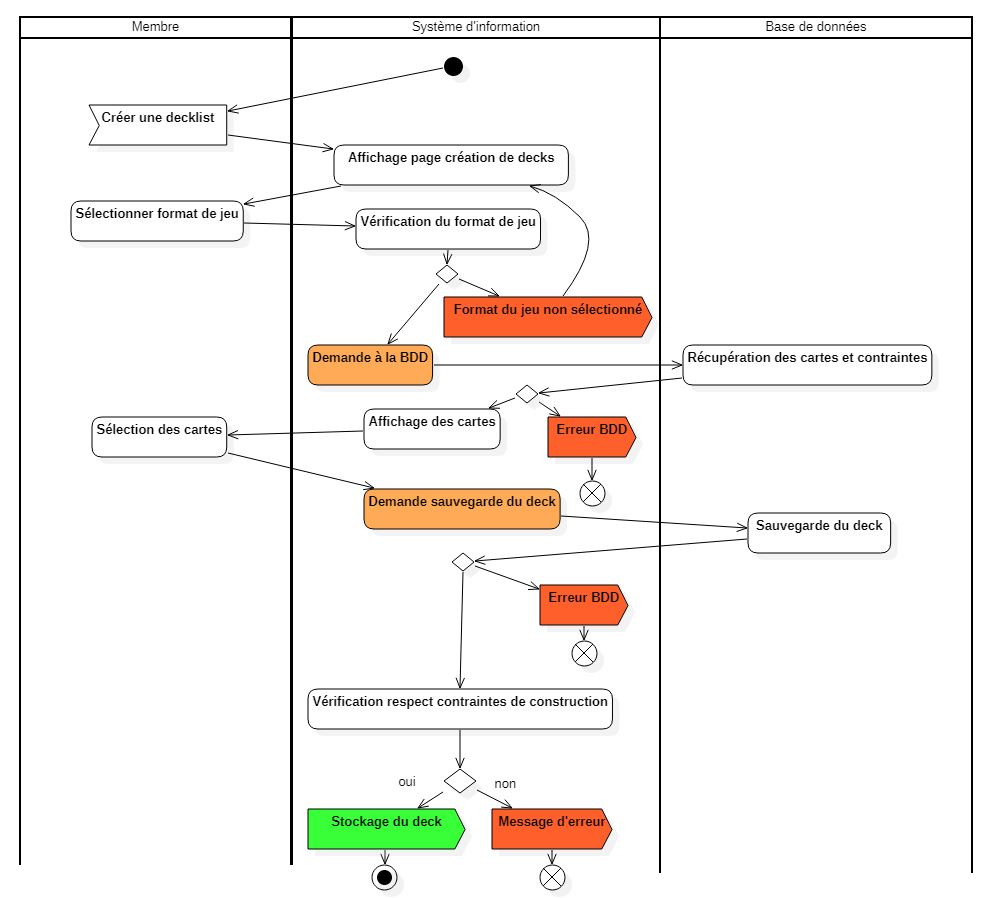 Membre
Système d'information
Base de données
Créer une decklist
Affichage page création de decks
Sélectionner format de jeu
Vérification du format de jeu
Format du jeu non sélectionné
Demande à la BDD
Récupération des cartes et contraintes
Affichage des cartes
Sélection des cartes
Erreur BDD
Demande sauvegarde du deck
Sauvegarde du deck
Erreur BDD
Vérification respect contraintes de construction
oui
non
Stockage du deck
Message d'erreur